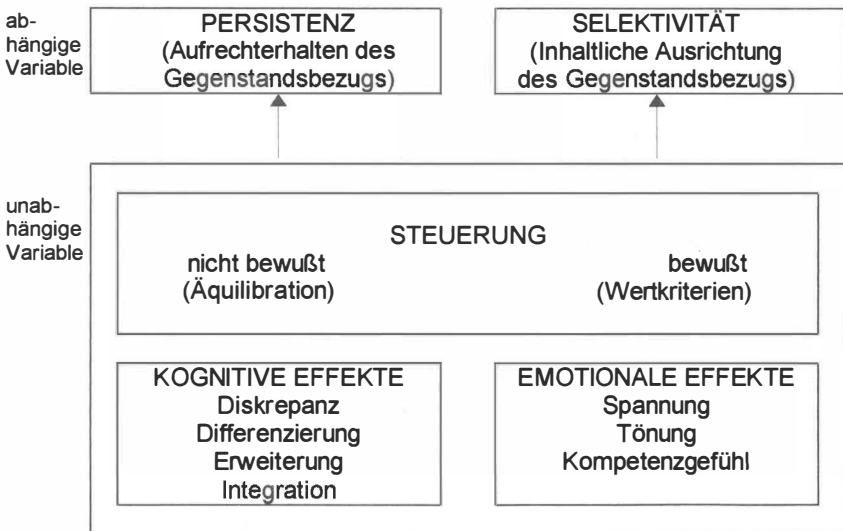 ab-
hängige
Variable
PERSISTENZ
(Aufrechterhalten des
Gegenstandsbezugs)
SELEKTIVITÄT
(Inhaltliche Ausrichtung
des Gegenstandsbezugs)
unab-
hängige
Variable
STEUERUNG
nicht bewußt
(Äquilibration)
bewußt
(Wertkriterien)
KOGNITIVE EFFEKTE
Diskrepanz
Differenzierung
Erweiterung
Integration
EMOTIONALE EFFEKTE
Spannung
Tönung
Kompetenzgefühl